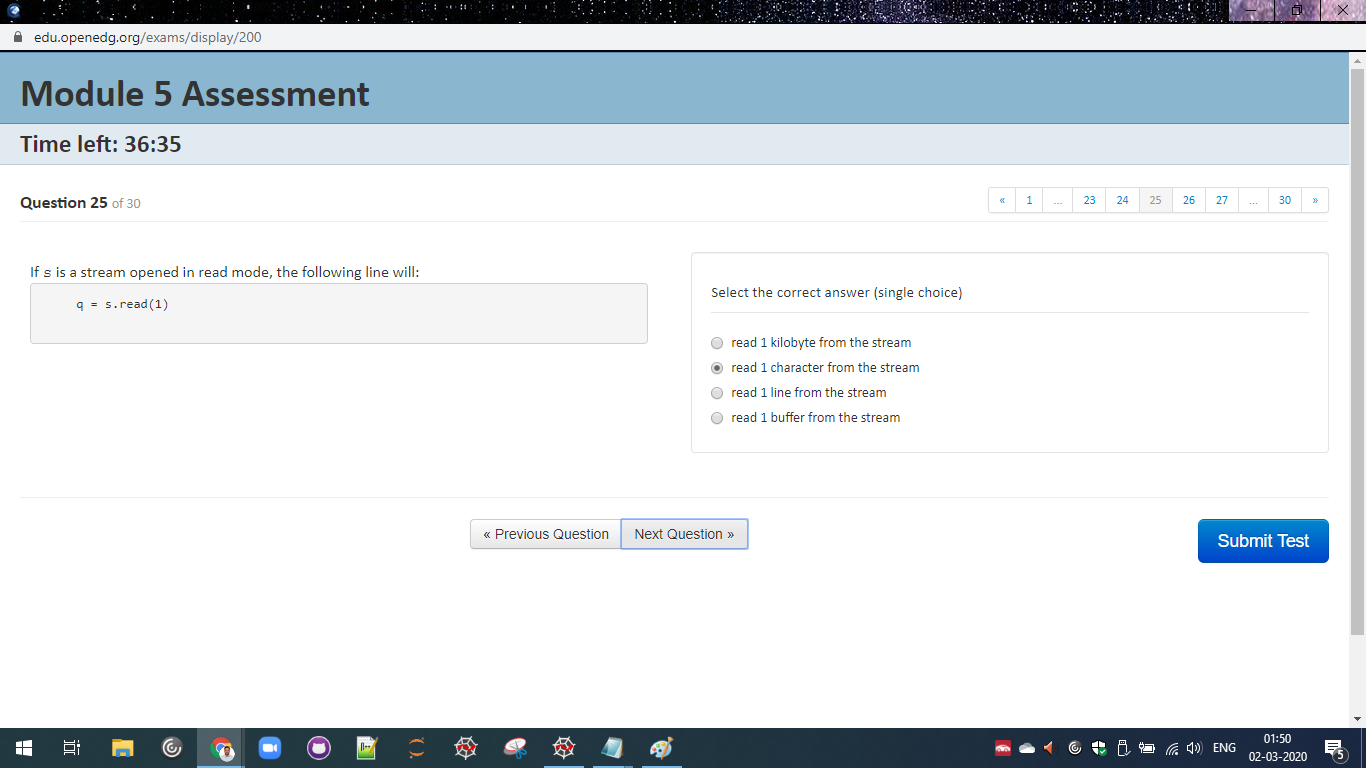 edu.openedg.org/exams/display/200
Module 5 Assessment
Time left: 36:35
Question 25 of 30
« 1 ... 23 24 25 26 27 ... 30 »
If s is a stream opened in read mode, the following line will:
q = s.read(1)
Select the correct answer (single choice)
read 1 kilobyte from the stream
read 1 character from the stream
read 1 line from the stream
read 1 buffer from the stream
« Previous Question
Next Question »
Submit Test
ENG
01:50
02-03-2020
5